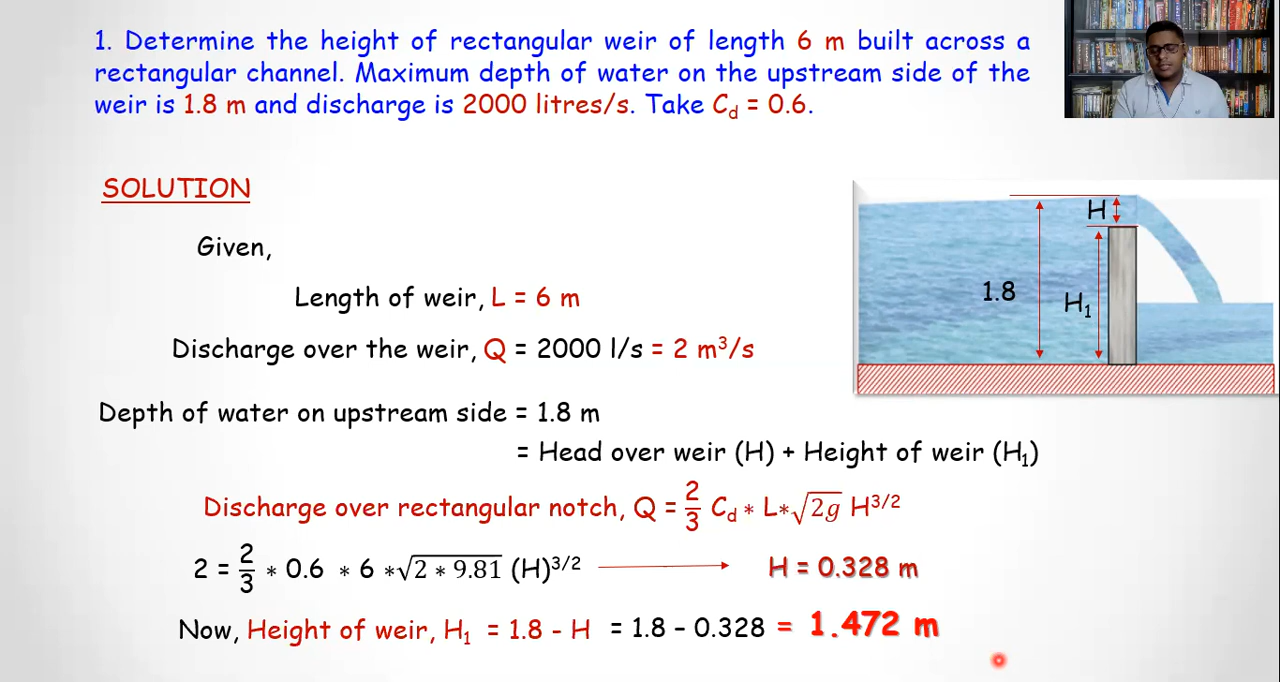 1. Determine the height of rectangular weir of length 6 m built across a
rectangular channel. Maximum depth of water on the upstream side of the
weir is 1.8 m and discharge is 2000 litres/s. Take C_d = 0.6.
SOLUTION
Given,
Length of weir, L = 6 m
Discharge over the weir, Q = 2000 l/s = 2 m³/s
Depth of water on upstream side = 1.8 m
= Head over weir (H) + Height of weir (H₁)
Discharge over rectangular notch, Q = 2/3 C_d * L * √2g H^3/2
2 = 2/3 * 0.6 * 6 * √2 * 9.81 (H)^3/2 → H = 0.328 m
Now, Height of weir, H₁ = 1.8 - H = 1.8 – 0.328 = 1.472 m
H
1.8
H₁